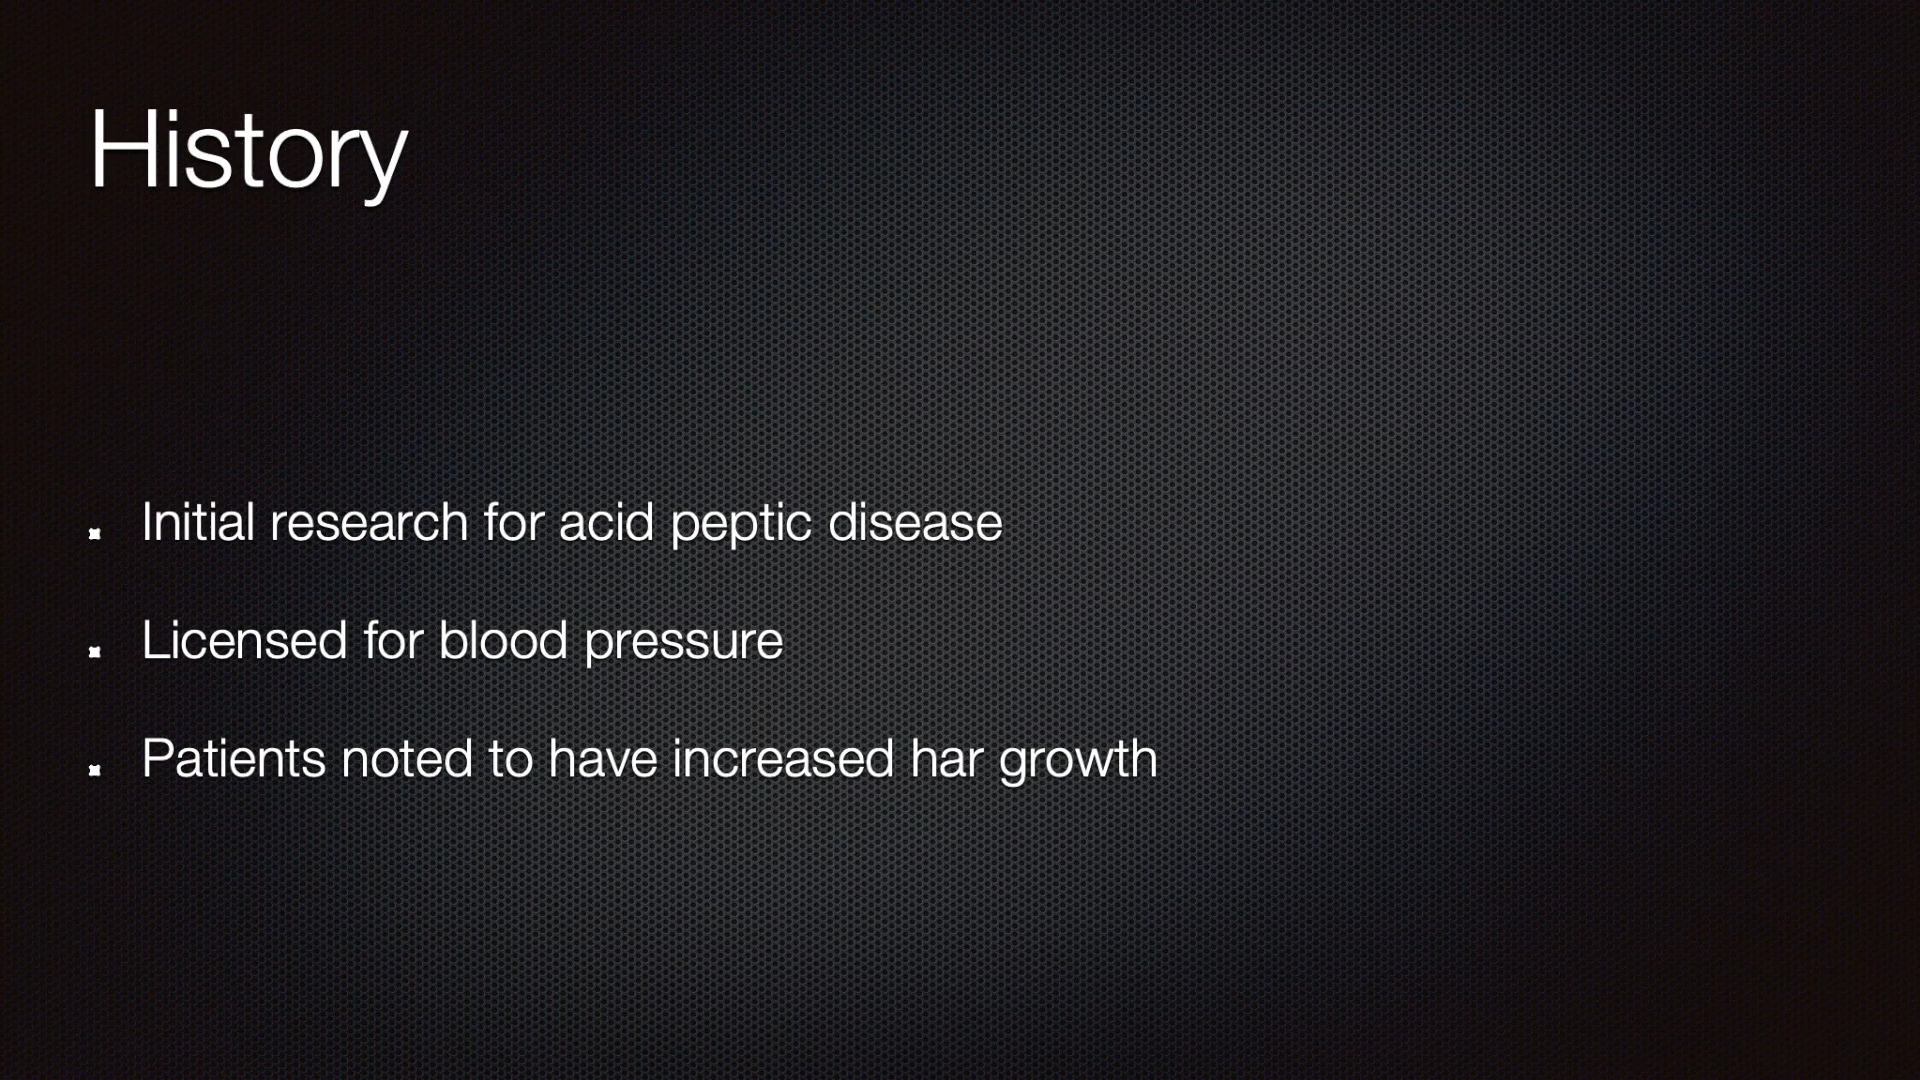 History
Initial research for acid peptic disease
Licensed for blood pressure
Patients noted to have increased har growth